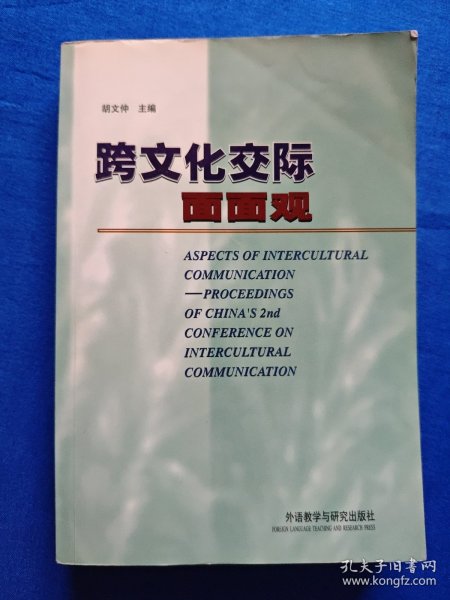 胡文仲 主编
跨文化交际
面面观
ASPECTS OF INTERCULTURAL
COMMUNICATION
—PROCEEDINGS
OF CHINA'S 2nd
CONFERENCE ON
INTERCULTURAL
COMMUNICATION
外语教学与研究出版社
FOREIGN LANGUAGE TEACHING AND RESEARCH PRESS
孔夫子旧书网
www.kongfz.com